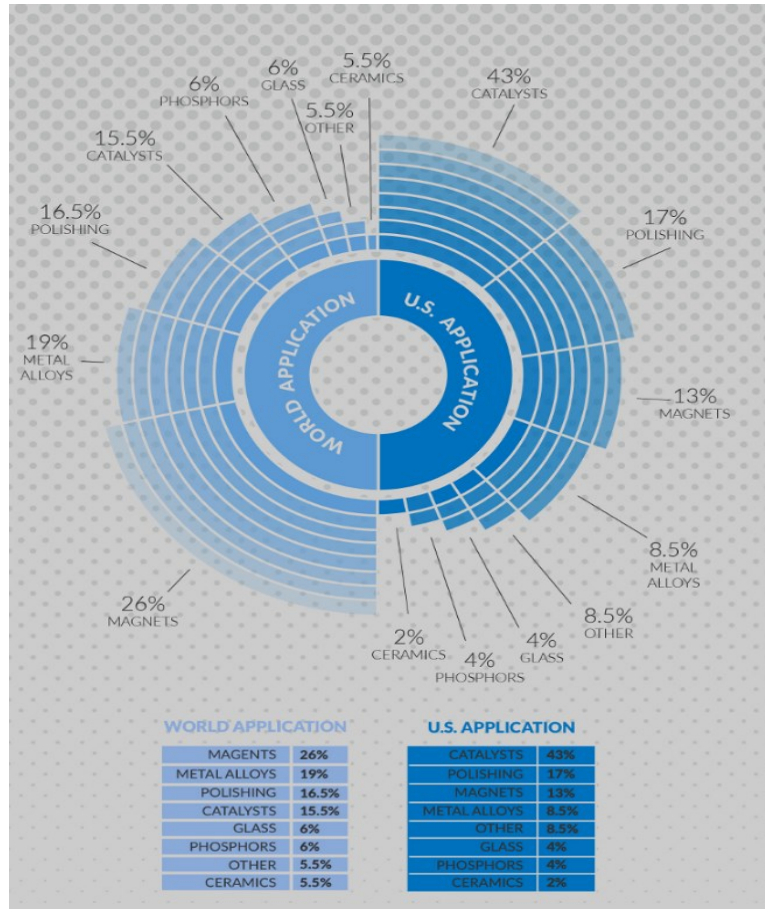 5.5%
CERAMICS
6%
GLASS
6%
PHOSPHORS
5.5%
OTHER
43%
CATALYSTS
15.5%
CATALYSTS
16.5%
POLISHING
17%
POLISHING
19%
METAL
ALLOYS
WORLD APPLICATION
U.S. APPLICATION
13%
MAGNETS
26%
MAGNETS
8.5%
METAL
ALLOYS
8.5%
OTHER
4%
GLASS
4%
PHOSPHORS
2%
CERAMICS
WORLD APPLICATION
MAGENTS 26%
METAL ALLOYS 19%
POLISHING 16.5%
CATALYSTS 15.5%
GLASS 6%
PHOSPHORS 6%
OTHER 5.5%
CERAMICS 5.5%
U.S. APPLICATION
CATALYSTS 43%
POLISHING 17%
MAGNETS 13%
METAL ALLOYS 8.5%
OTHER 8.5%
GLASS 4%
PHOSPHORS 4%
CERAMICS 2%